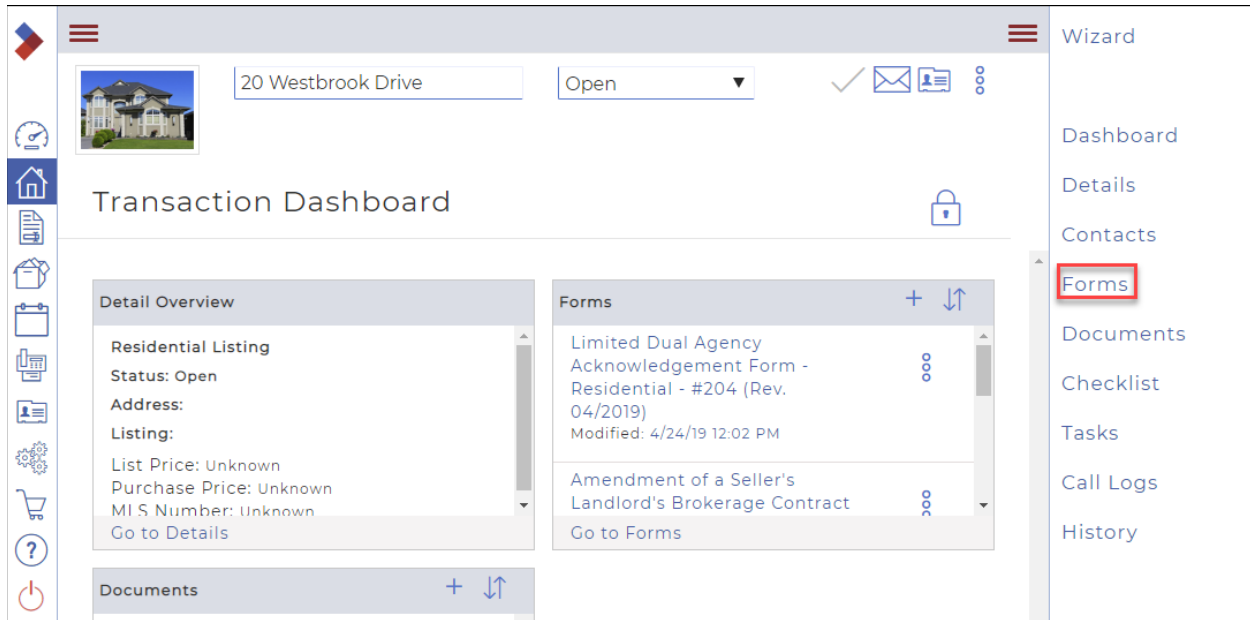 20 Westbrook Drive
Open
Transaction Dashboard
Detail Overview
Residential Listing
Status: Open
Address:
Listing:
List Price: Unknown
Purchase Price: Unknown
MLS Number: Unknown
Go to Details
Forms
Limited Dual Agency
Acknowledgement Form -
Residential - #204 (Rev.
04/2019)
Modified: 4/24/19 12:02 PM
Amendment of a Seller's
Landlord's Brokerage Contract
Go to Forms
Documents
Wizard
Dashboard
Details
Contacts
Forms
Documents
Checklist
Tasks
Call Logs
History